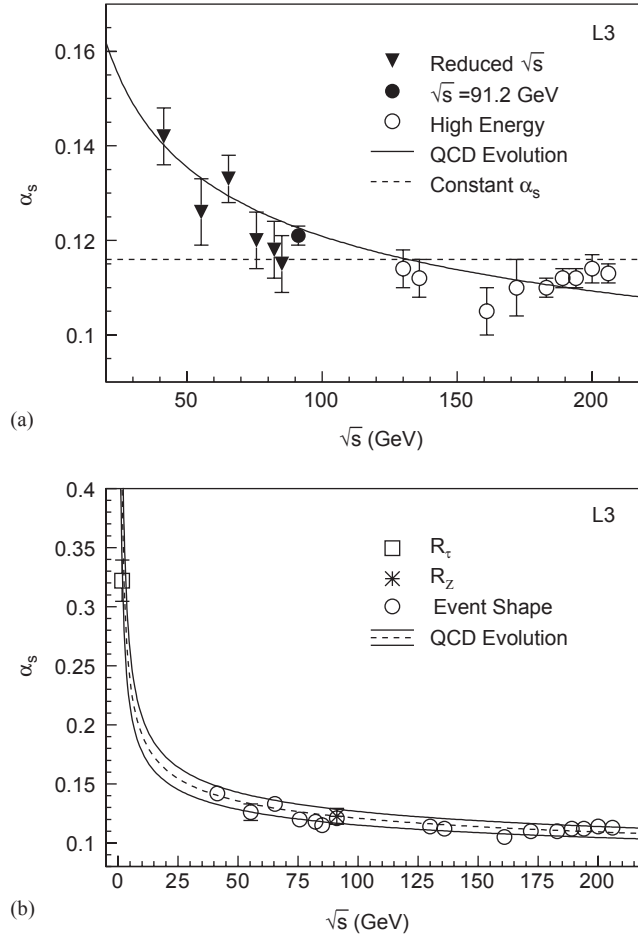 0.16
0.14
0.12
0.1
αs
L3
Reduced √s
√s =91.2 GeV
High Energy
QCD Evolution
Constant αs
50 100 150 200
√s (GeV)
(a)
0.4
0.35
0.3
0.25
0.2
0.15
0.1
αs
L3
Rτ
RZ
Event Shape
QCD Evolution
0 25 50 75 100 125 150 175 200
√s (GeV)
(b)